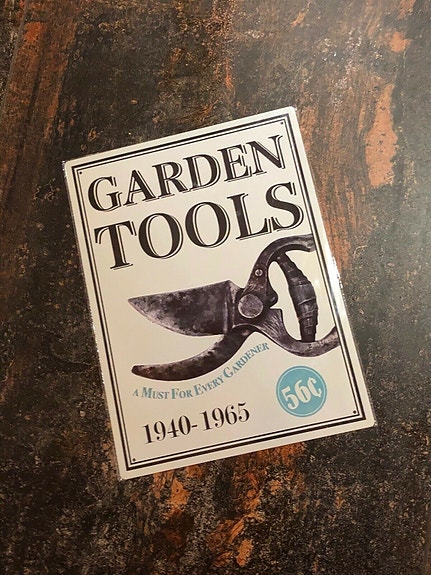 GARDEN
TOOLS
A Must For Every Gardener
56¢
1940-1965